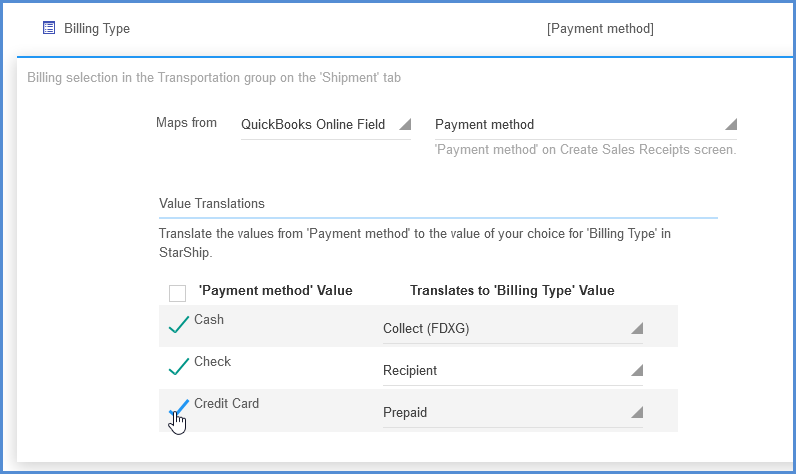 Billing Type [Payment method]
Billing selection in the Transportation group on the 'Shipment' tab
Maps from QuickBooks Online Field Payment method
'Payment method' on Create Sales Receipts screen.
Value Translations
Translate the values from 'Payment method' to the value of your choice for 'Billing Type' in
StarShip.
'Payment method' Value Translates to 'Billing Type' Value
Cash Collect (FDXG)
Check Recipient
Credit Card Prepaid